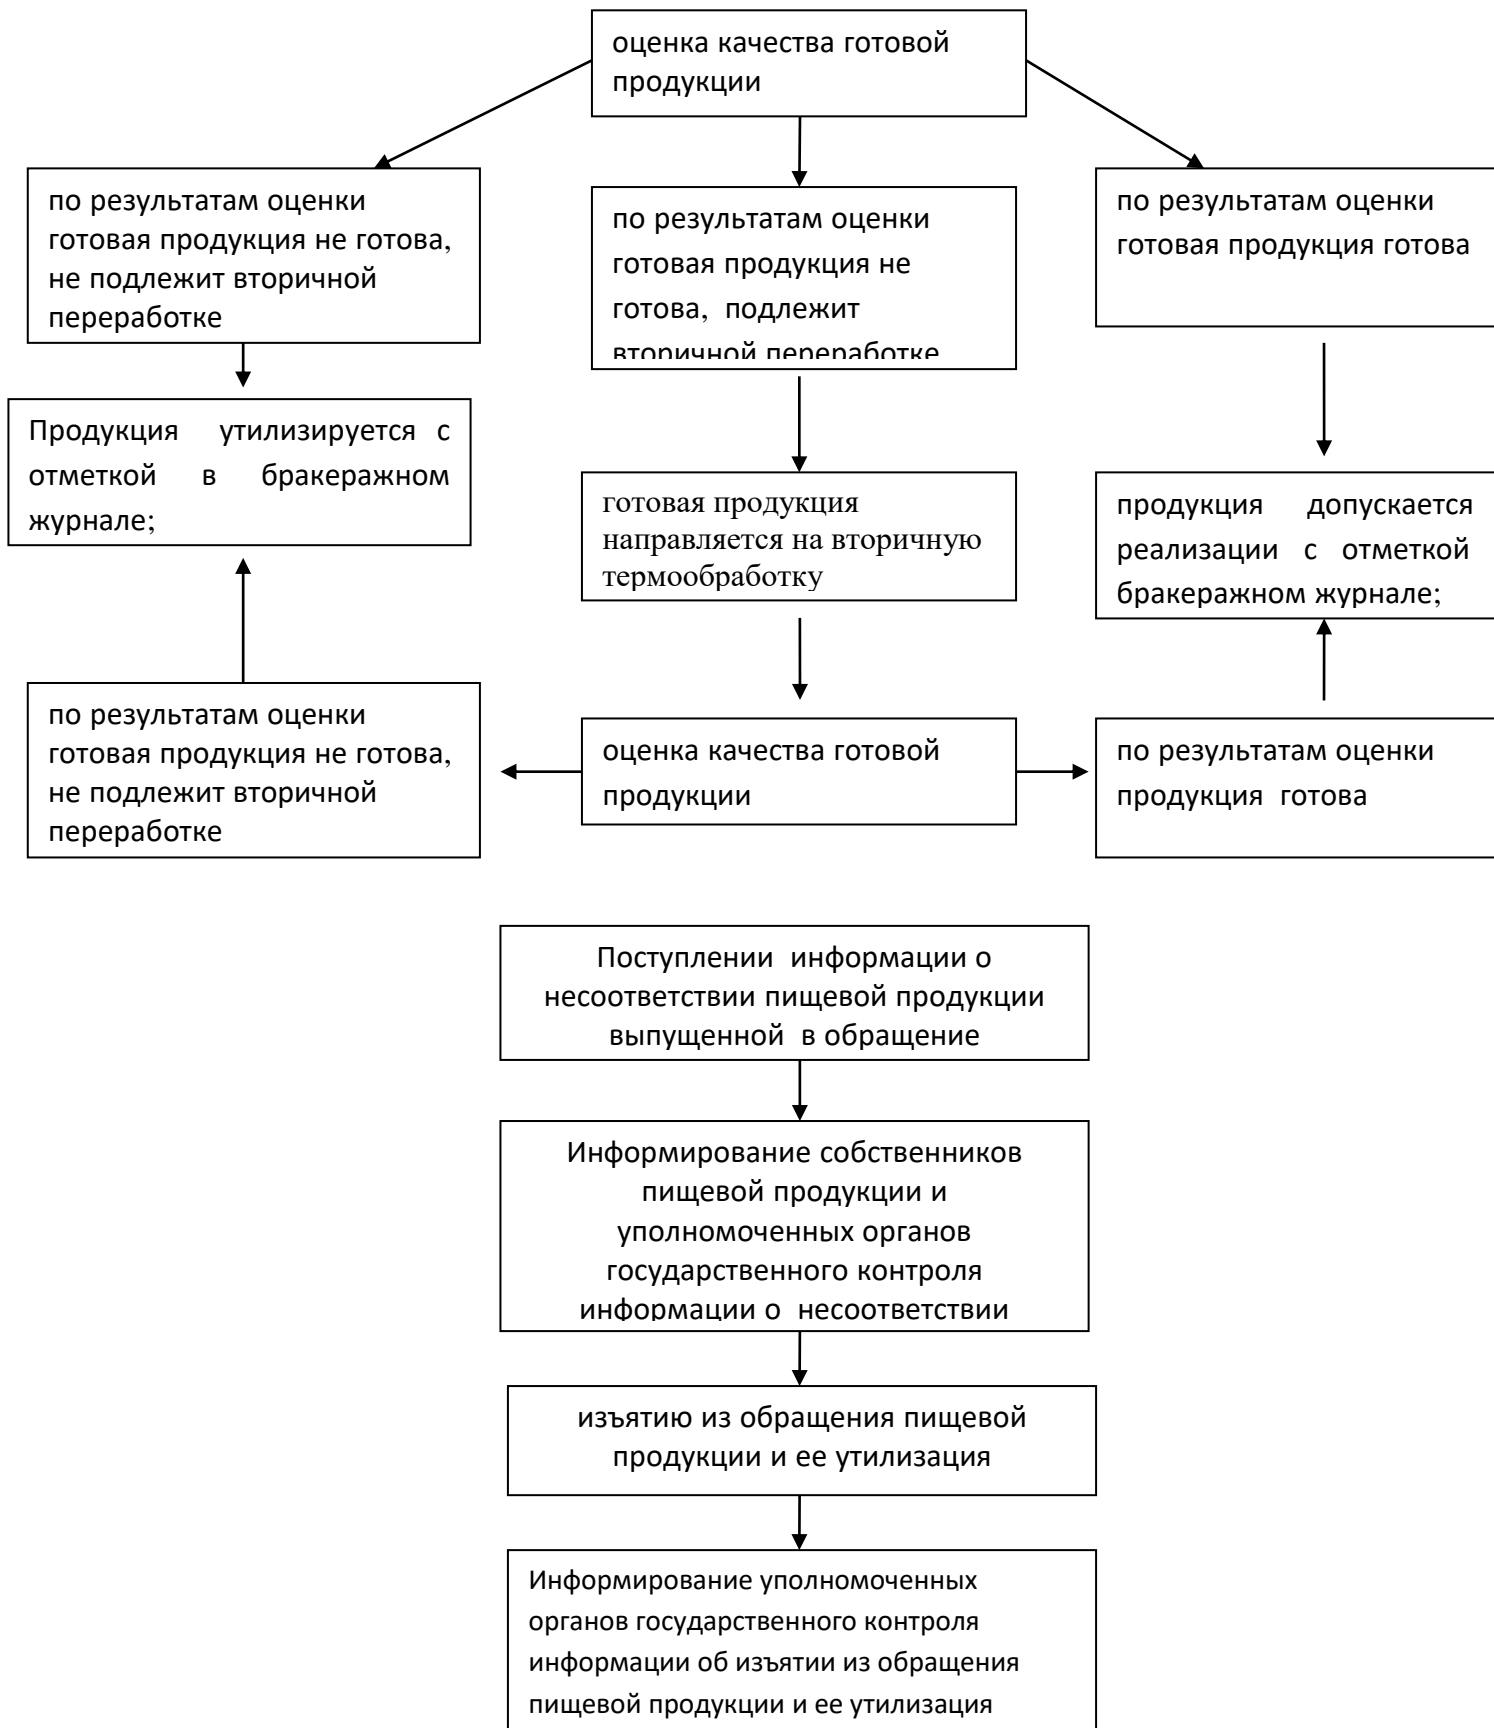 оценка качества готовой
продукции
по результатам оценки
готовая продукция не готова,
не подлежит вторичной
переработке
по результатам оценки
готовая продукция не
готова, подлежит
вторичной переработке
по результатам оценки
готовая продукция готова
Продукция утилизируется с
отметкой в бракеражном
журнале;
готовая продукция
направляется на вторичную
термообработку
продукция допускается
реализации с отметкой
бракеражном журнале;
по результатам оценки
готовая продукция не готова,
не подлежит вторичной
переработке
оценка качества готовой
продукции
по результатам оценки
продукция готова
Поступлении информации о
несоответствии пищевой продукции
выпущенной в обращение
Информирование собственников
пищевой продукции и
уполномоченных органов
государственного контроля
информации о несоответствии
изъятию из обращения пищевой
продукции и ее утилизация
Информирование уполномоченных
органов государственного контроля
информации об изъятии из обращения
пищевой продукции и ее утилизация